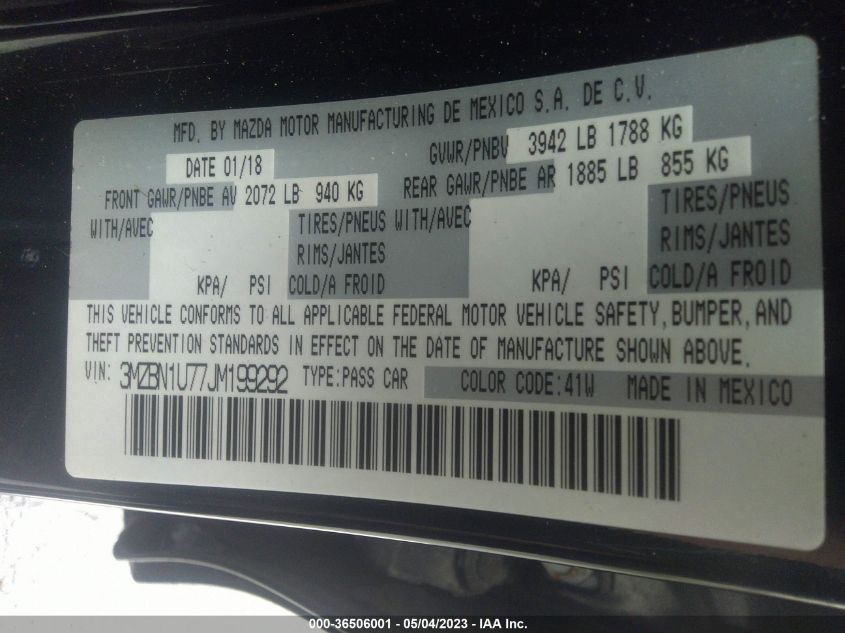 MFD. BY MAZDA MOTOR MANUFACTURING DE MEXICO S.A. DE C.V.
DATE 01/18 GVWR/PNBV 3942 LB 1788 KG
FRONT GAWR/PNBE AV 2072 LB 940 KG REAR GAWR/PNBE AR 1885 LB 855 KG
WITH/AVEC TIRES/PNEUS WITH/AVEC TIRES/PNEUS
RIMS/JANTES RIMS/JANTES
KPA/ PSI COLD/A FROID KPA/ PSI COLD/A FROID
THIS VEHICLE CONFORMS TO ALL APPLICABLE FEDERAL MOTOR VEHICLE SAFETY, BUMPER, AND
THEFT PREVENTION STANDARDS IN EFFECT ON THE DATE OF MANUFACTURE SHOWN ABOVE.
VIN: 3MZBN1U77JM199292 TYPE:PASS CAR COLOR CODE:41W MADE IN MEXICO
000-36506001 - 05/04/2023 - IAA Inc.